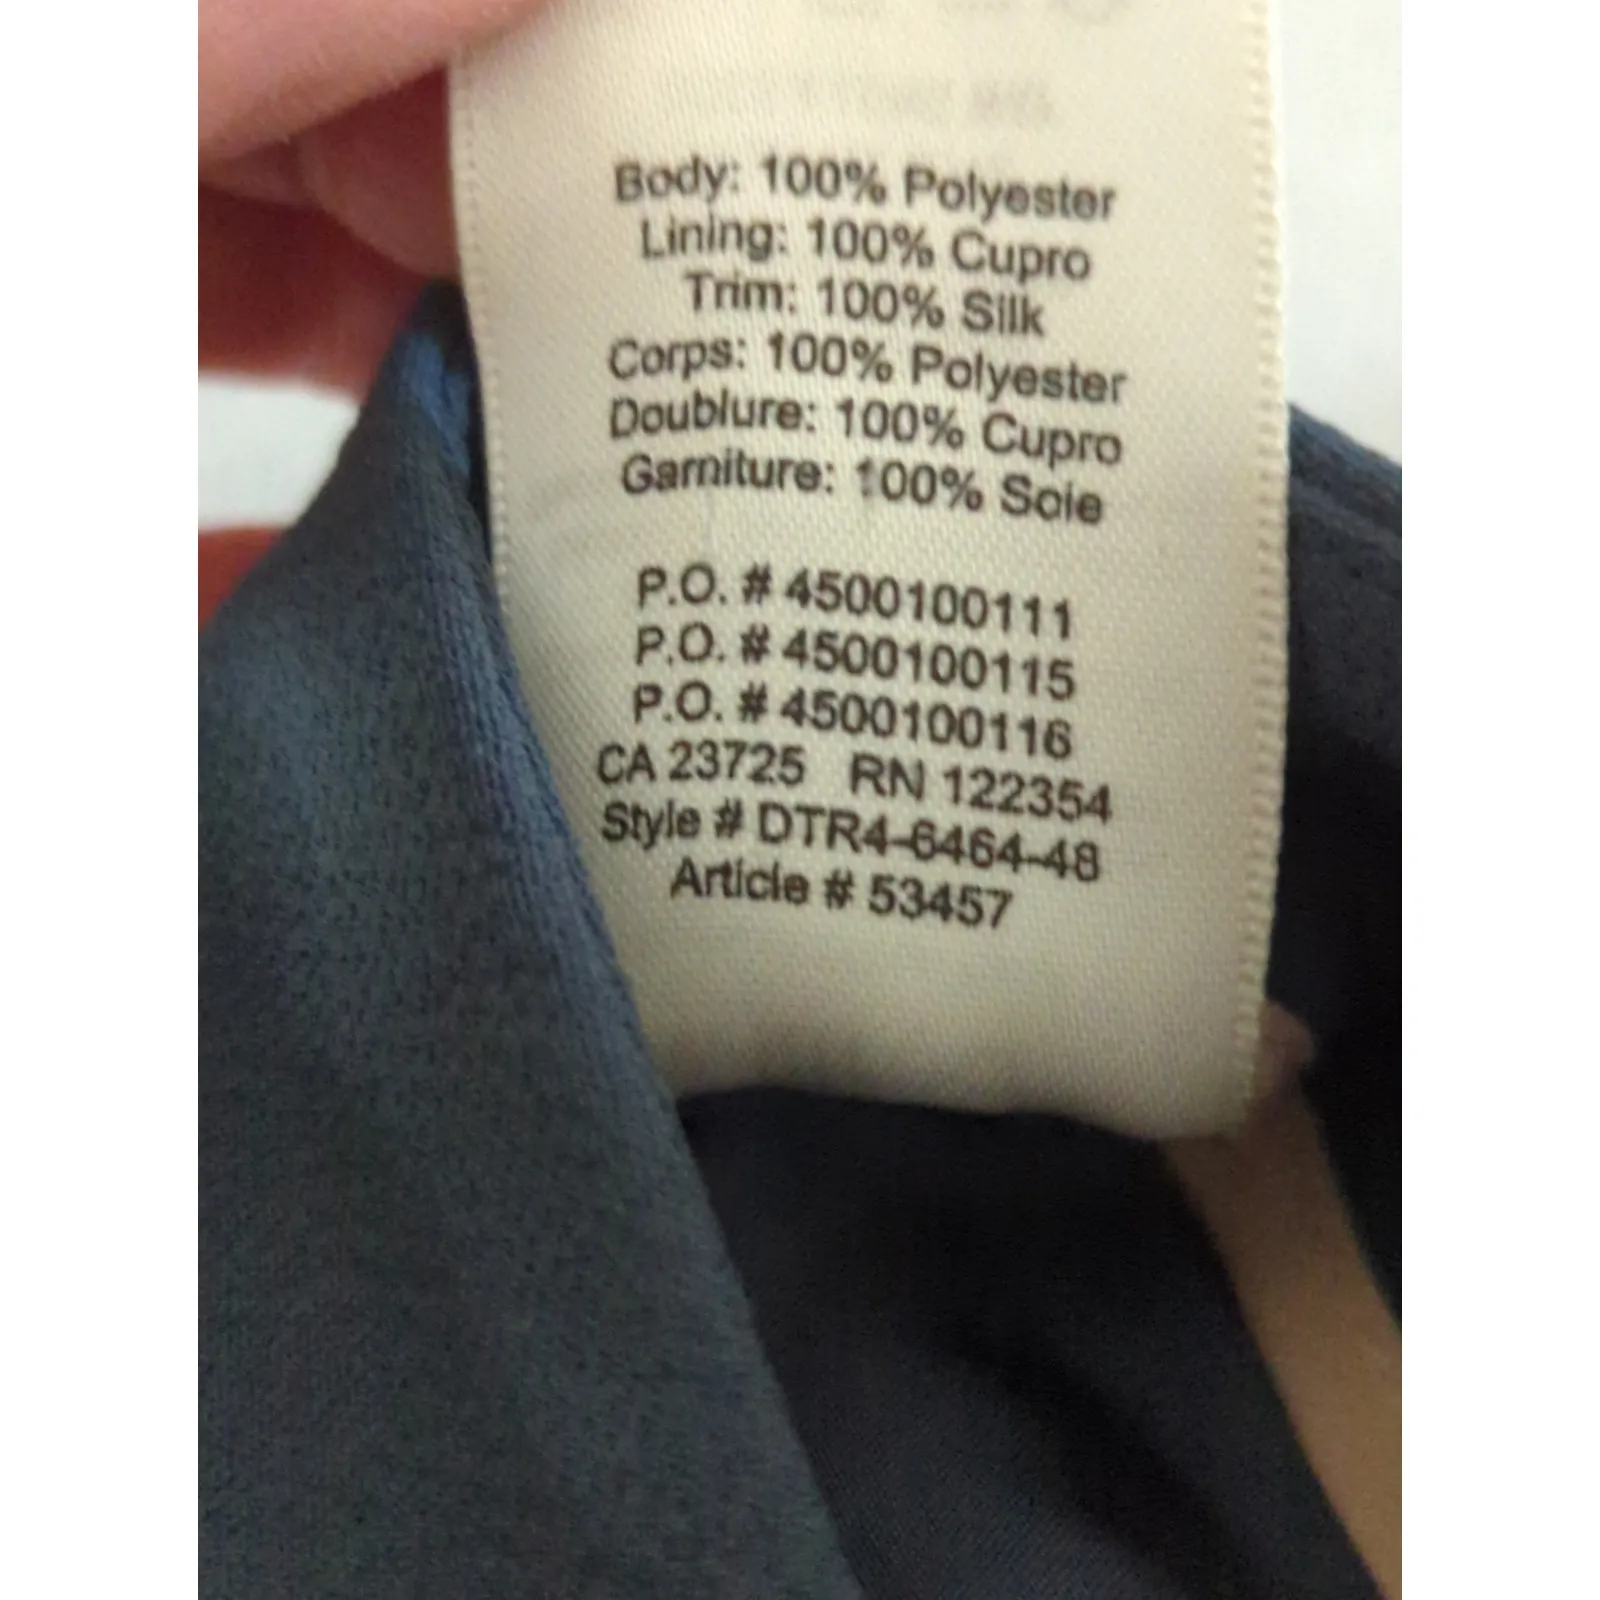 Body: 100% Polyester
Lining: 100% Cupro
Trim: 100% Silk
Corps: 100% Polyester
Doublure: 100% Cupro
Garniture: 100% Soie
P.O. # 4500100111
P.O. # 4500100115
P.O. # 4500100116
CA 23725 RN 122354
Style # DTR4-6464-48
Article # 53457